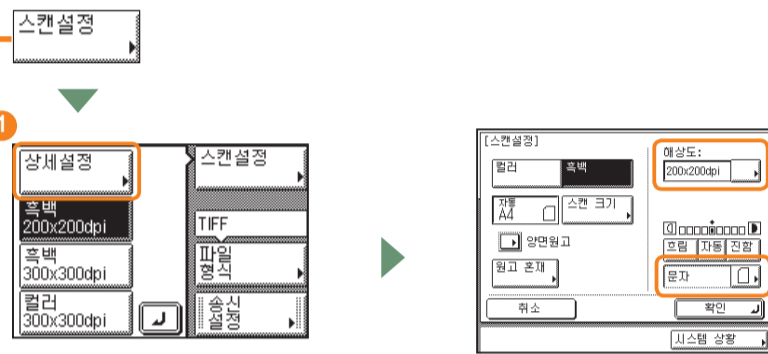 스캔설정
1
상세설정
스캔설정
흑백
200x200dpi
TIFF
흑백
300x300dpi
파일
형식
컬러
300x300dpi
송신
설정
[스캔설정]
컬러
흑백
해상도:
200x200dpi
자동
A4
스캔 크기
양면원고
흐림
자동
진함
원고 혼재
문자
취소
확인
시스템 상황